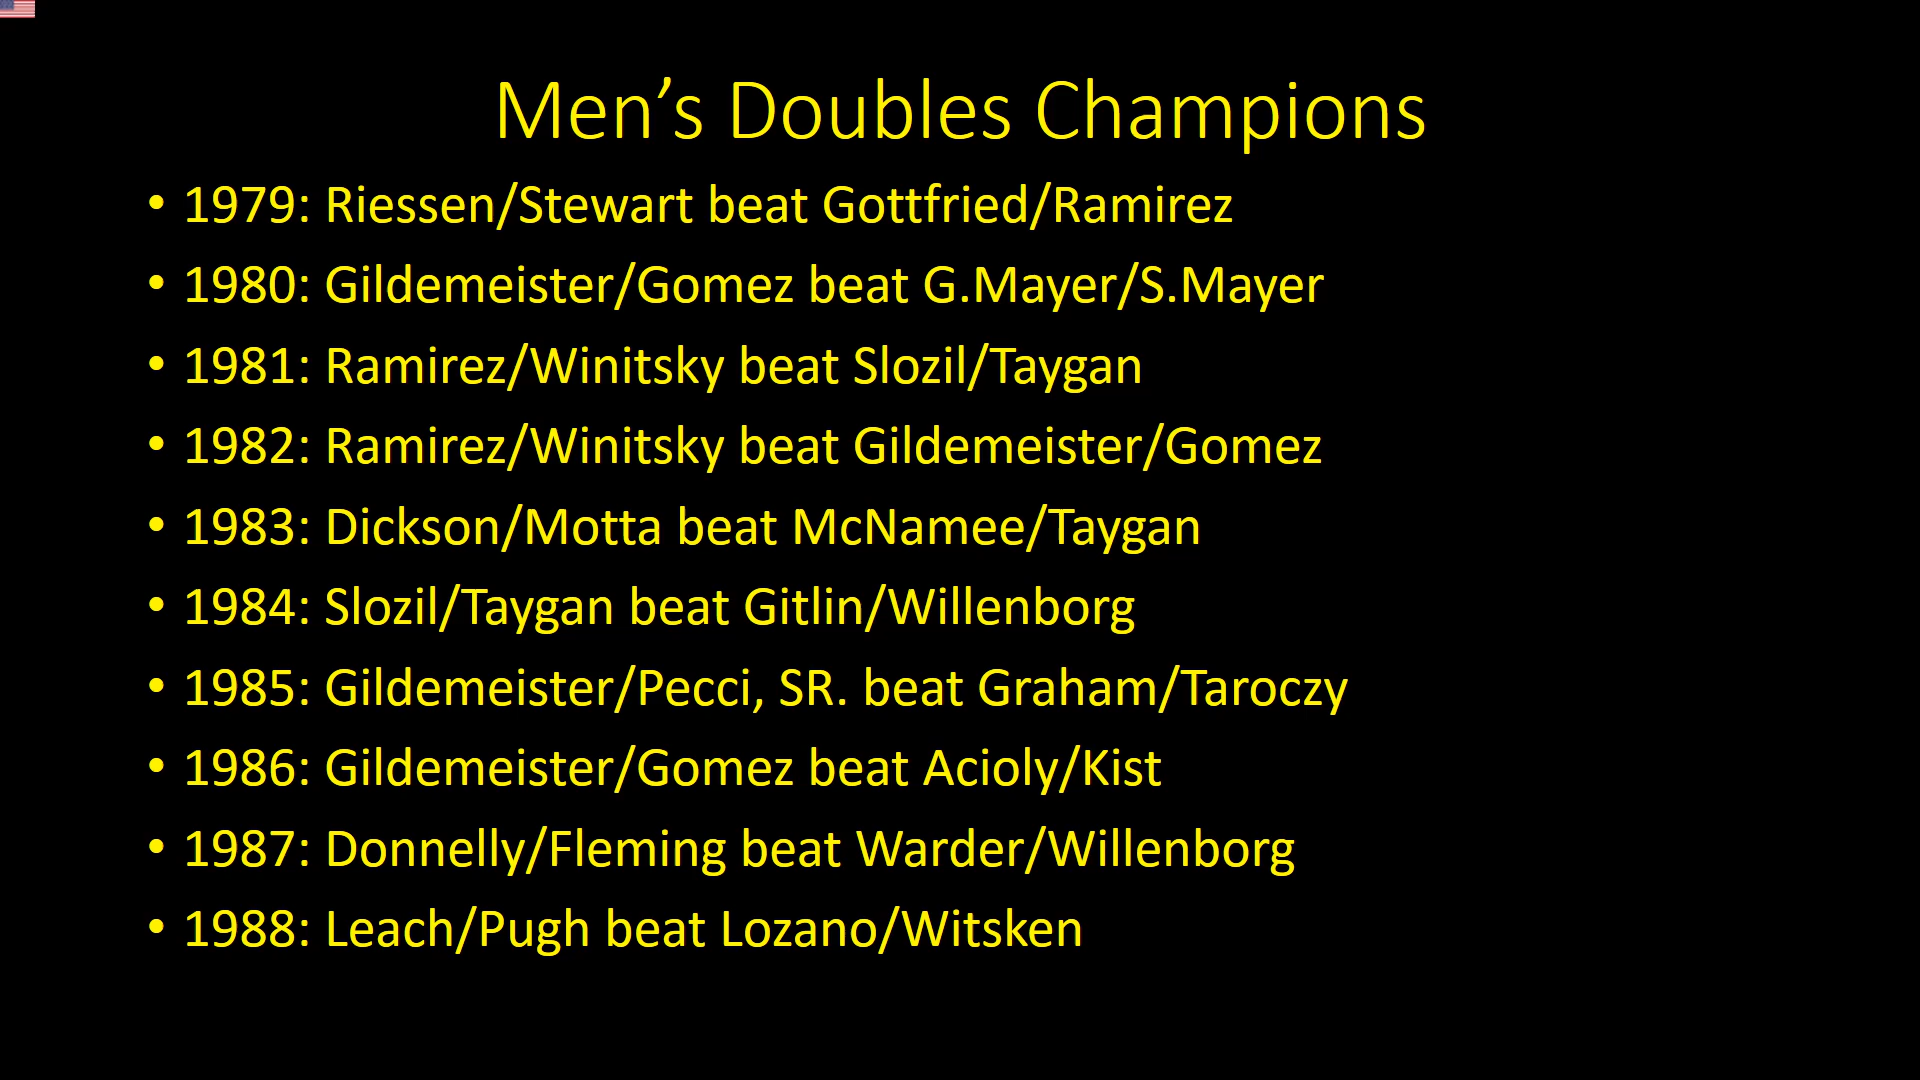 Men’s Doubles Champions
• 1979: Riessen/Stewart beat Gottfried/Ramirez
• 1980: Gildemeister/Gomez beat G.Mayer/S.Mayer
• 1981: Ramirez/Winitsky beat Slozil/Taygan
• 1982: Ramirez/Winitsky beat Gildemeister/Gomez
• 1983: Dickson/Motta beat McNamee/Taygan
• 1984: Slozil/Taygan beat Gitlin/Willenborg
• 1985: Gildemeister/Pecci, SR. beat Graham/Taroczy
• 1986: Gildemeister/Gomez beat Acioly/Kist
• 1987: Donnelly/Fleming beat Warder/Willenborg
• 1988: Leach/Pugh beat Lozano/Witsken